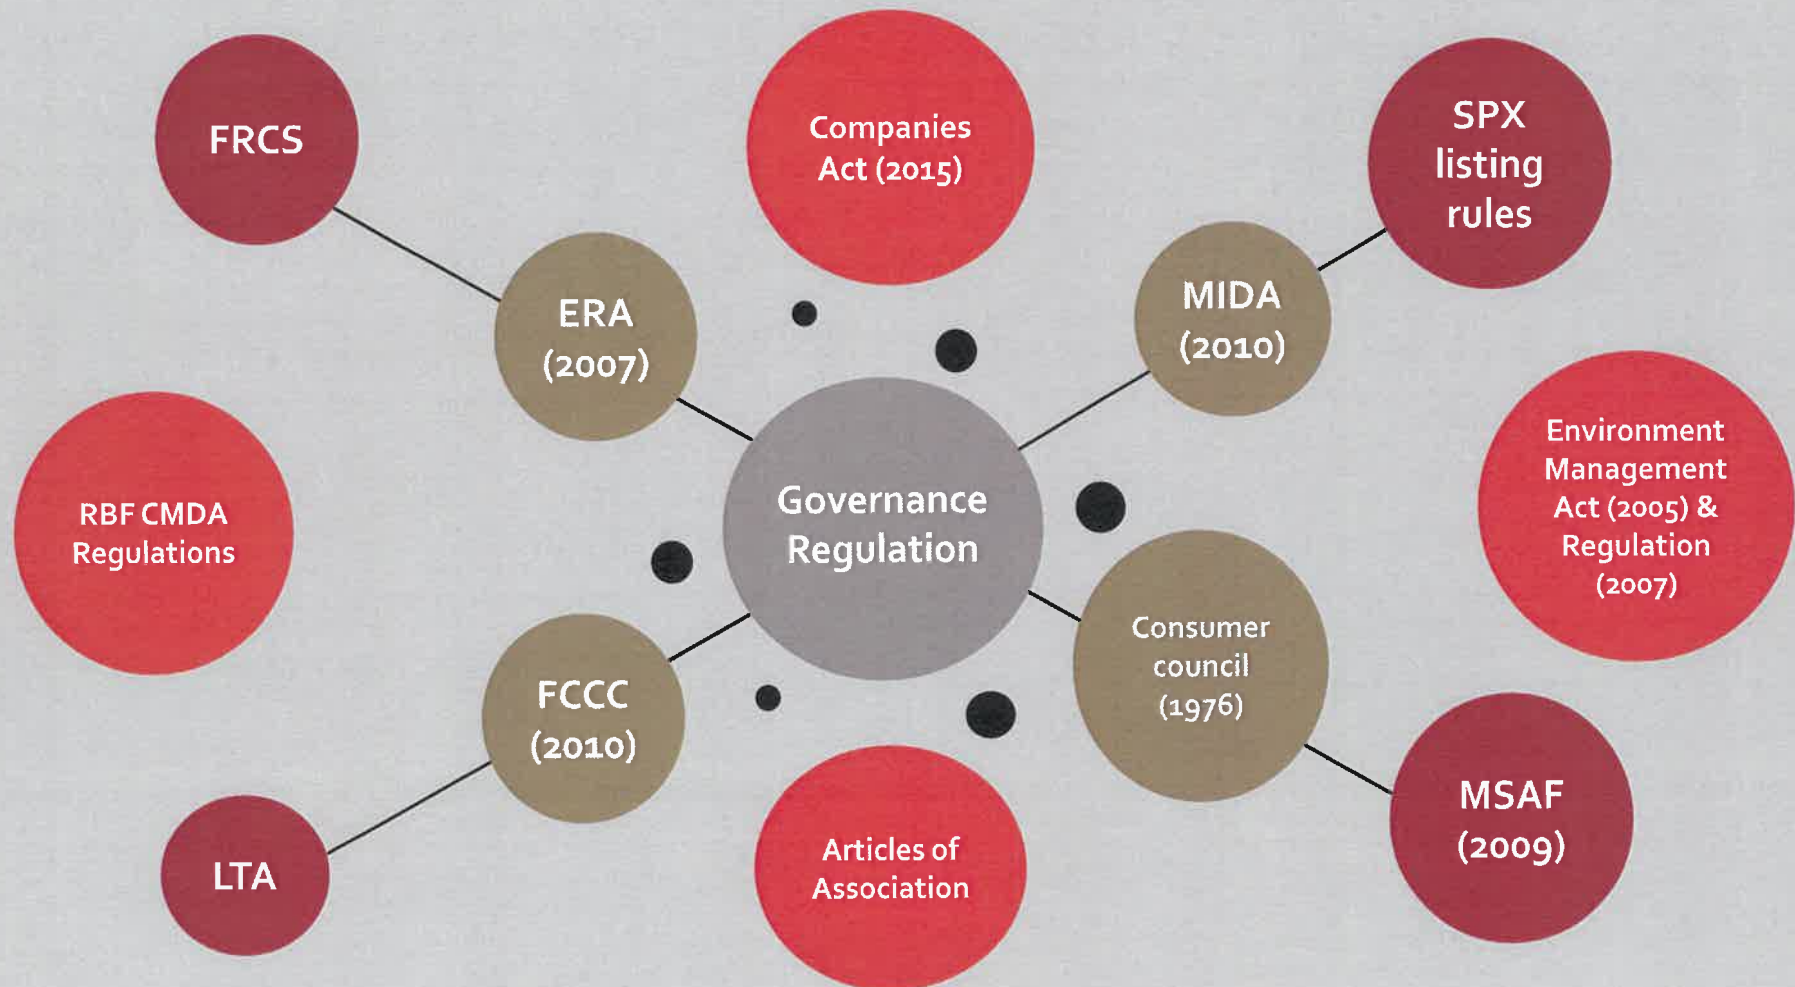 FRCS
Companies
Act (2015)
SPX
listing
rules
ERA
(2007)
MIDA
(2010)
RBF CMDA
Regulations
Governance
Regulation
Environment
Management
Act (2005) &
Regulation
(2007)
FCCC
(2010)
Consumer
council
(1976)
LTA
Articles of
Association
MSAF
(2009)